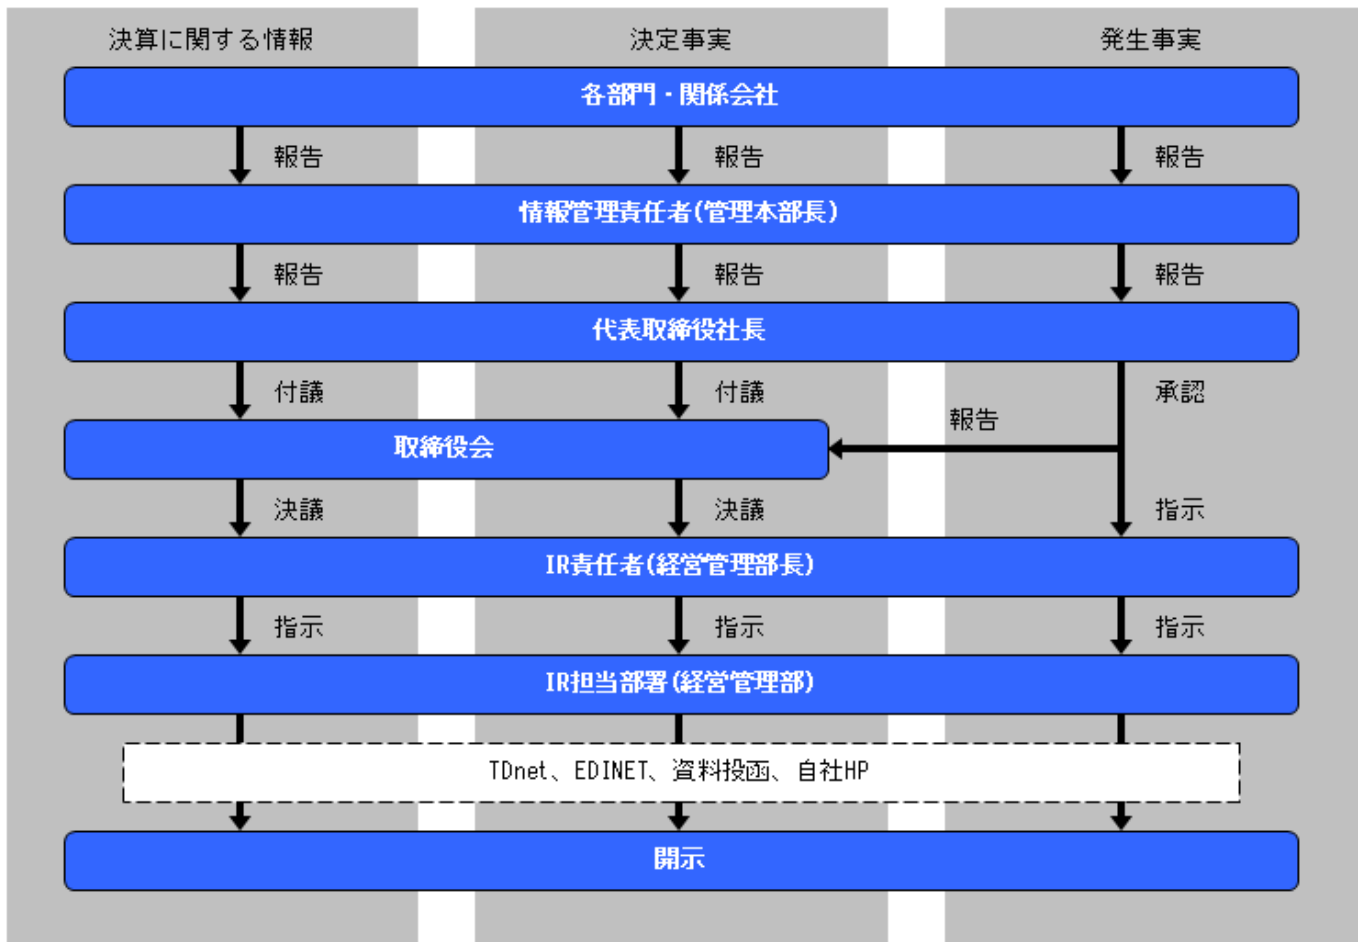 決算に関する情報
決定事実
発生事実
各部門・関係会社
報告
報告
報告
情報管理責任者(管理本部長)
報告
報告
報告
代表取締役社長
付議
付議
承認
報告
取締役会
決議
決議
指示
IR責任者(経営管理部長)
指示
指示
指示
IR担当部署(経営管理部)
TDnet、EDINET、資料投函、自社HP
開示